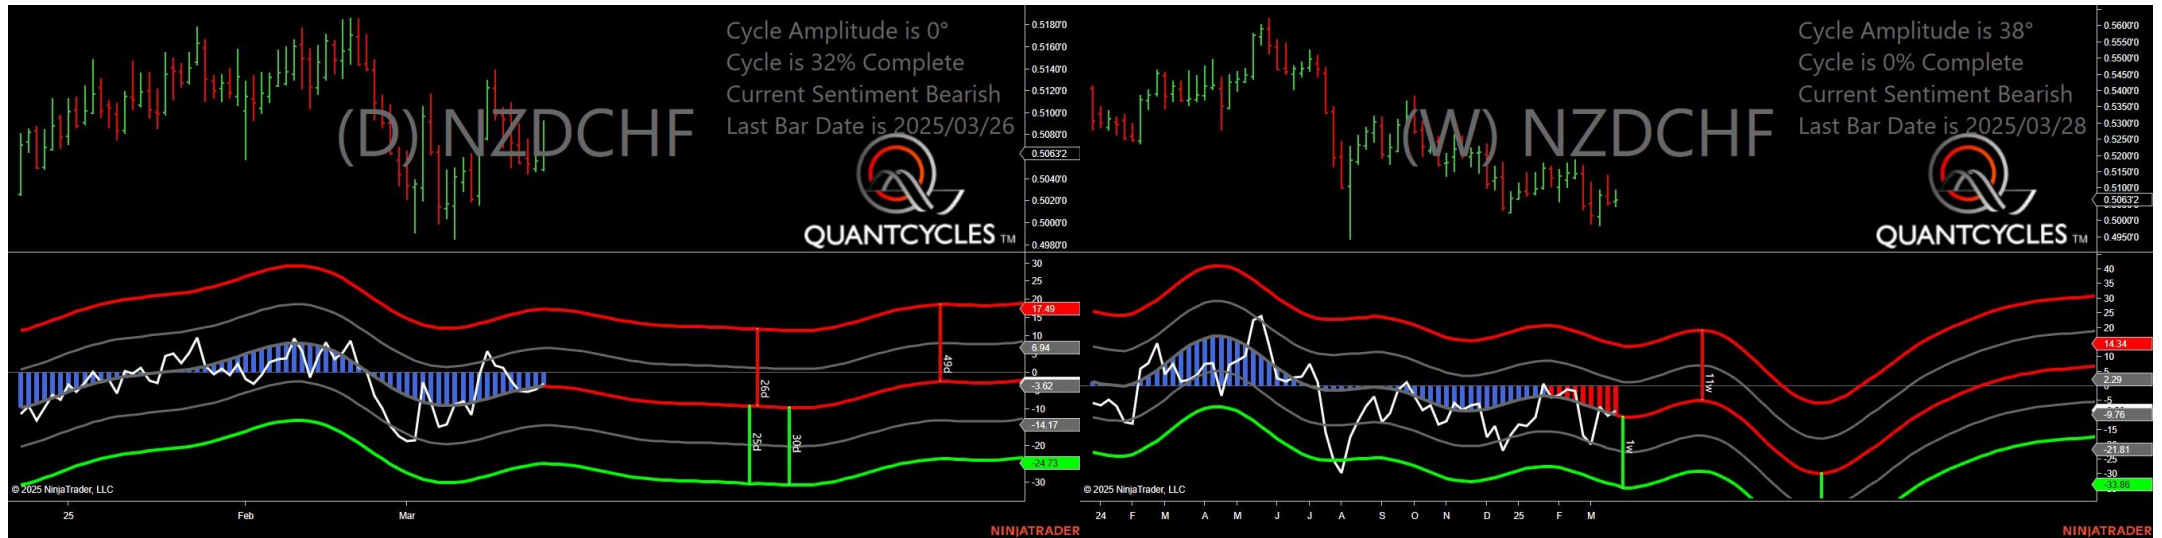 Cycle Amplitude is 0°
Cycle is 32% Complete
Current Sentiment Bearish
Last Bar Date is 2025/03/26
(D) NZDCHF
QUANTCYCLES TM
0.5180'0
0.5160'0
0.5140'0
0.5120'0
0.5100'0
0.5080'0
0.5063'2
0.5040'0
0.5020'0
0.5000'0
0.4980'0
30
25
20
17.49
15
10
6.94
0
-3.62
-10
-14.17
-20
-24.73
-30
26d
25d
30d
49d
© 2025 NinjaTrader, LLC
25 Feb Mar
NINJATRADER
Cycle Amplitude is 38°
Cycle is 0% Complete
Current Sentiment Bearish
Last Bar Date is 2025/03/28
(W) NZDCHF
QUANTCYCLES TM
0.5600'0
0.5550'0
0.5500'0
0.5450'0
0.5400'0
0.5350'0
0.5300'0
0.5250'0
0.5200'0
0.5150'0
0.5100'0
0.5063'2
0.5000'0
0.4950'0
40
35
30
25
20
14.34
10
5
2.29
-5
-9.76
-15
-21.81
-25
-30
-33.86
11w
1w
© 2025 NinjaTrader, LLC
24 F M A M J J A S O N D 25 F M
NINJATRADER